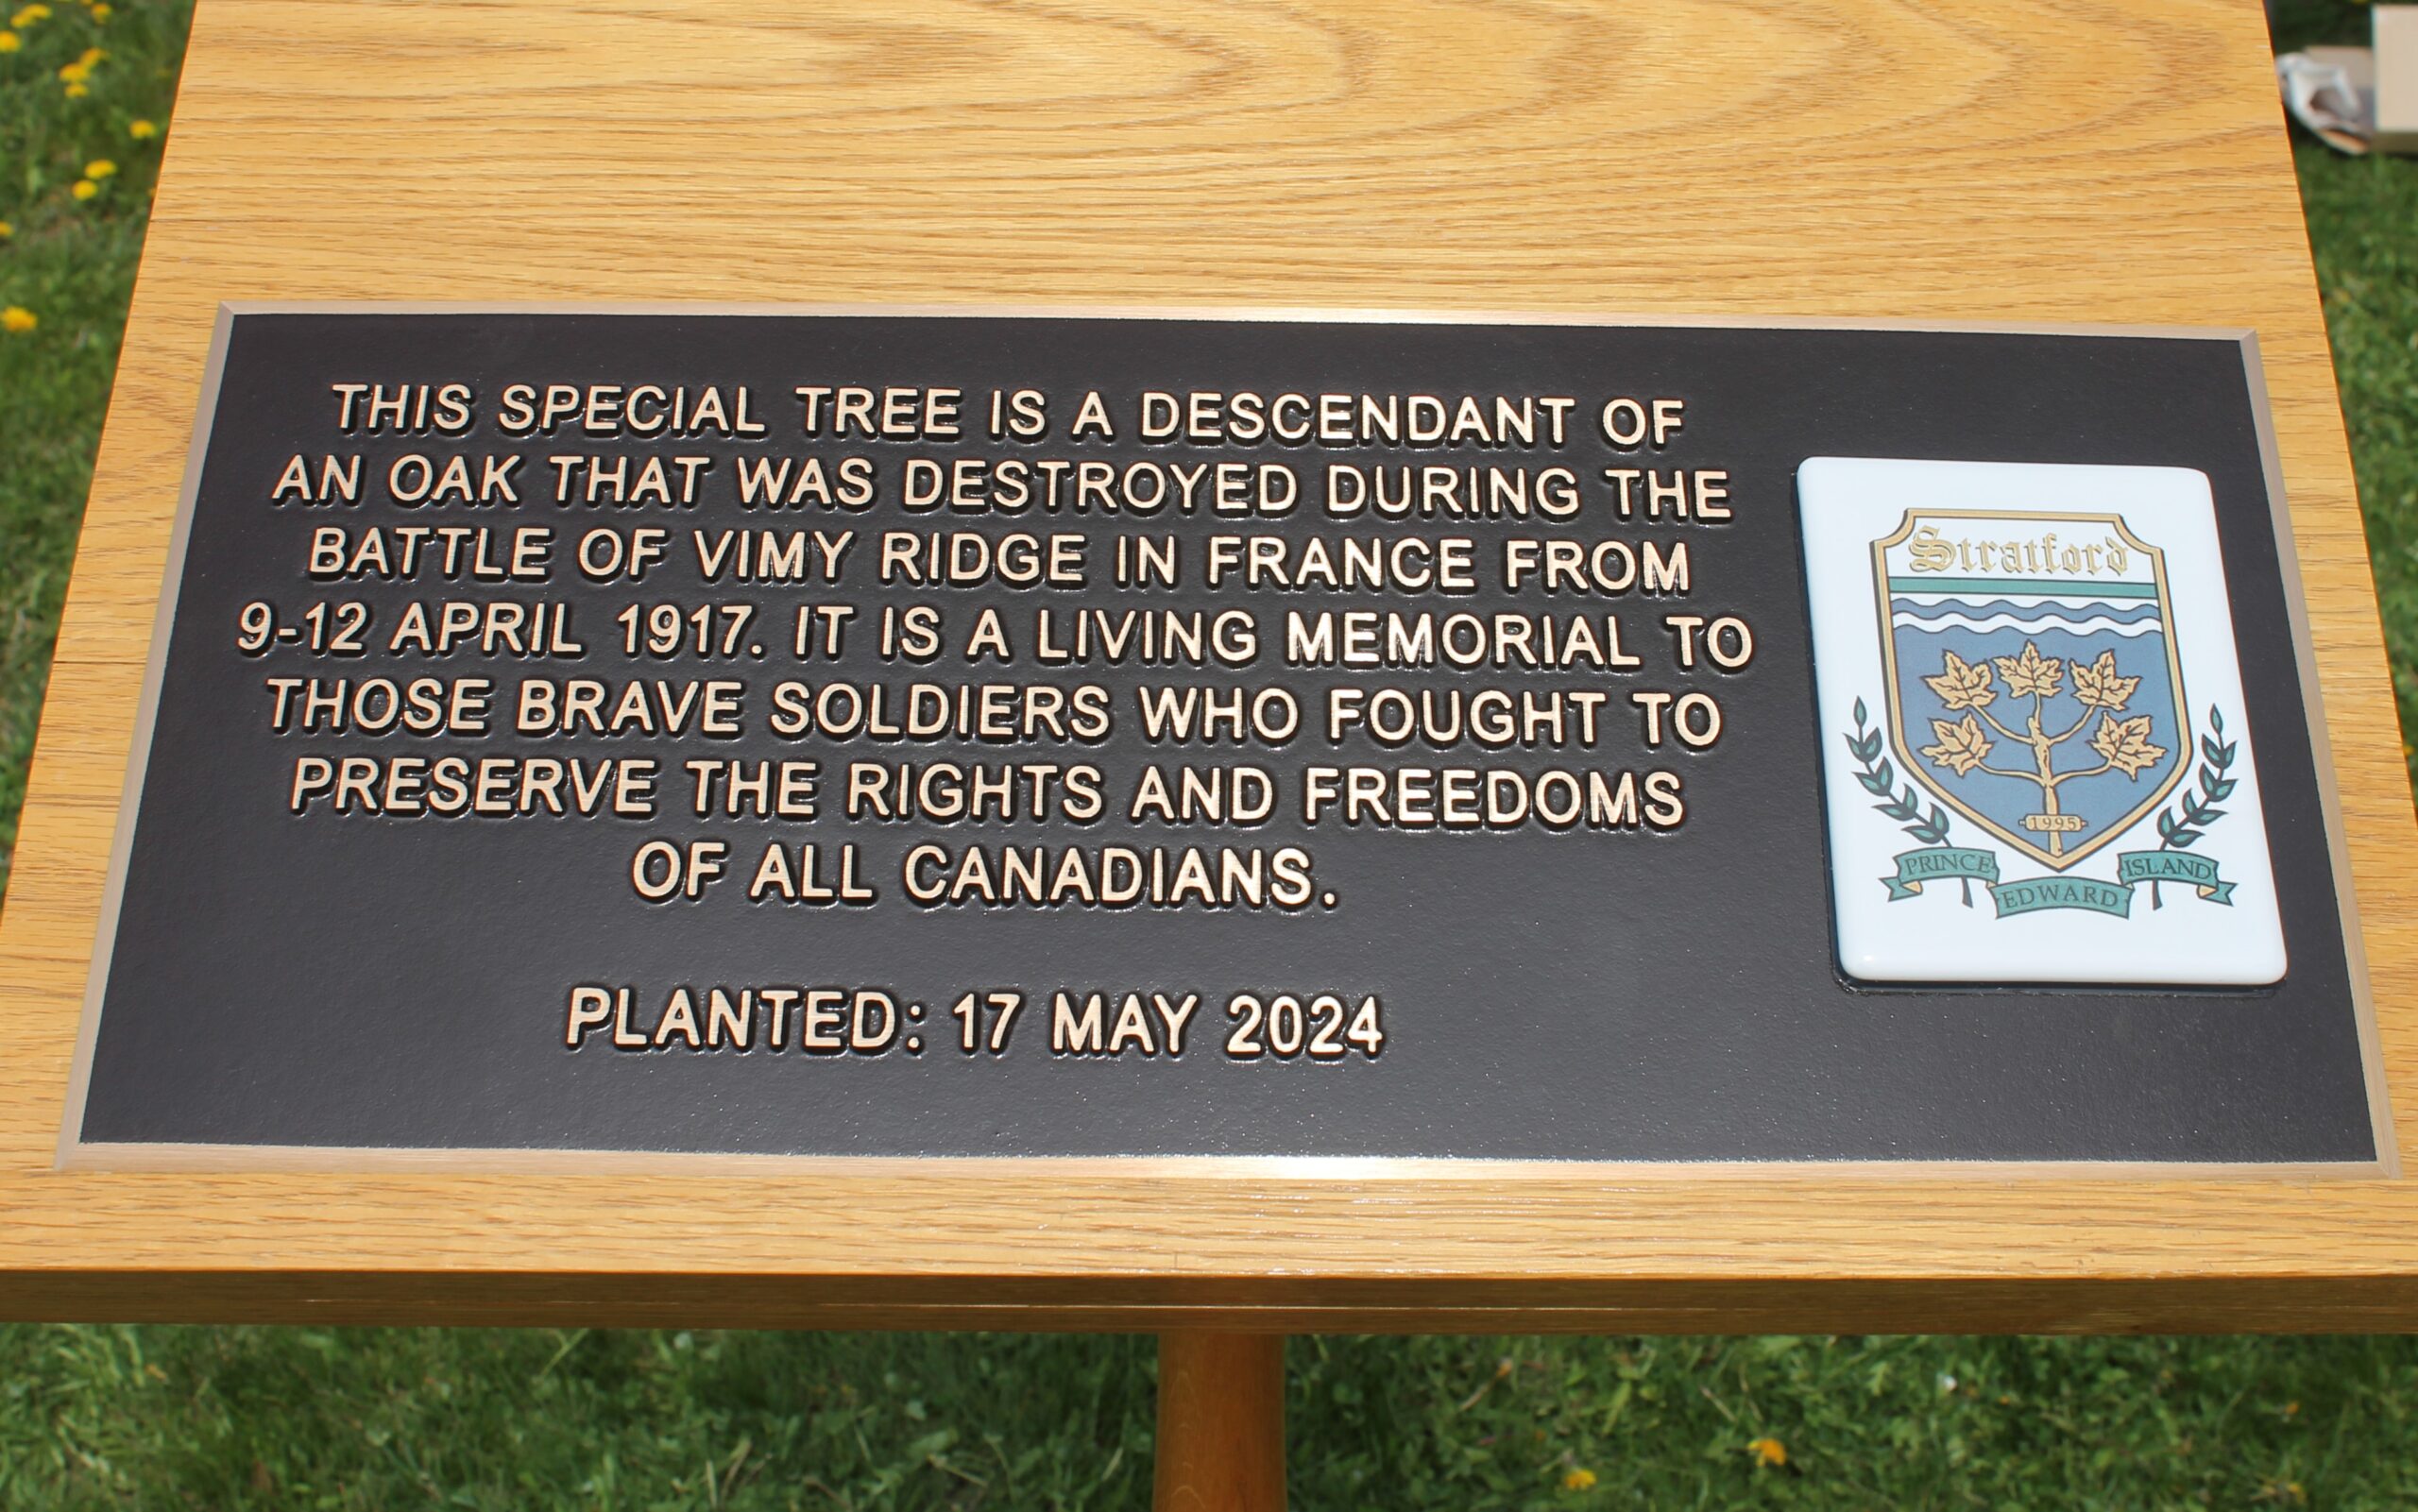 THIS SPECIAL TREE IS A DESCENDANT OF
AN OAK THAT WAS DESTROYED DURING THE
BATTLE OF VIMY RIDGE IN FRANCE FROM
9-12 APRIL 1917. IT IS A LIVING MEMORIAL TO
THOSE BRAVE SOLDIERS WHO FOUGHT TO
PRESERVE THE RIGHTS AND FREEDOMS
OF ALL CANADIANS.
PLANTED: 17 MAY 2024
Stratford
1995
PRINCE EDWARD ISLAND